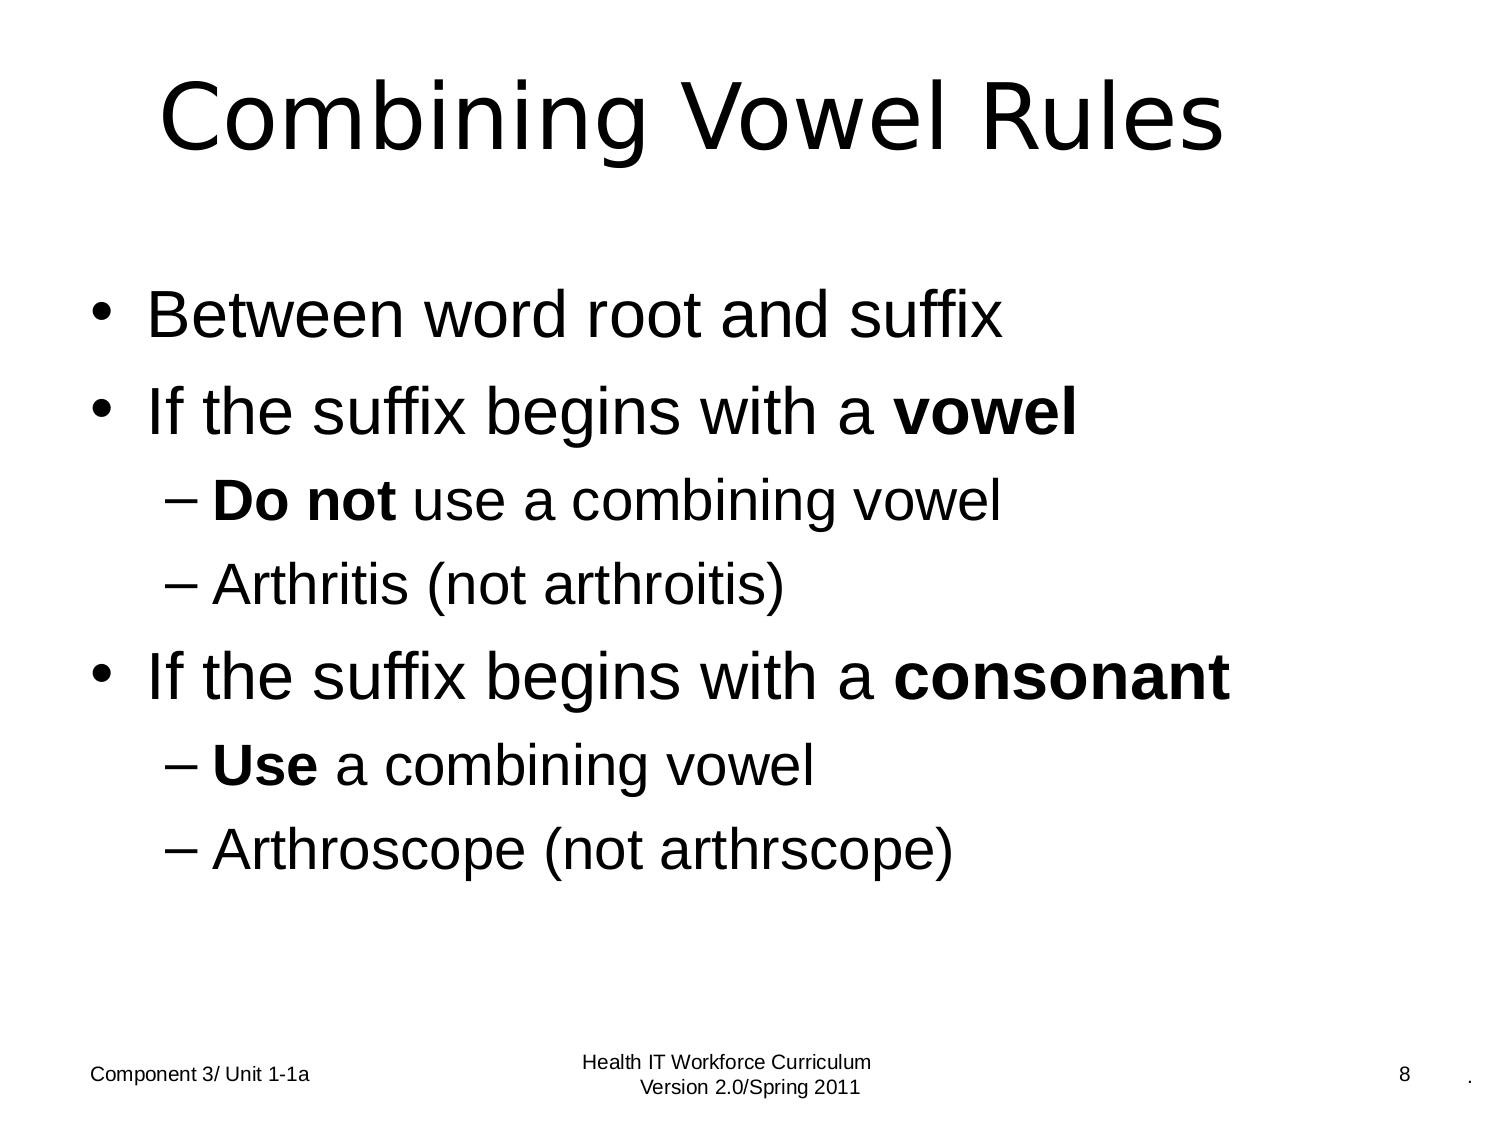 Combining Vowel Rules
• Between word root and suffix
• If the suffix begins with a vowel
– Do not use a combining vowel
– Arthritis (not arthroitis)
• If the suffix begins with a consonant
– Use a combining vowel
– Arthroscope (not arthrscope)
Component 3/ Unit 1-1a
Health IT Workforce Curriculum
Version 2.0/Spring 2011
8
.